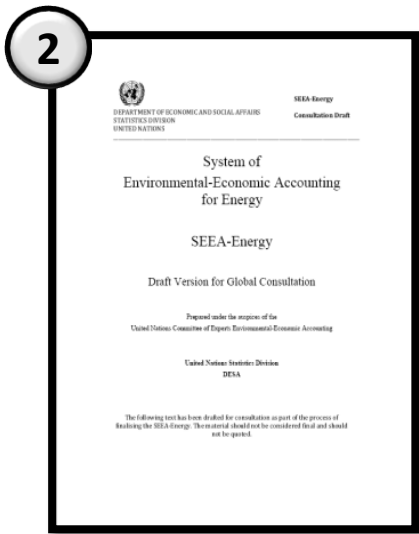 2
SEEA-Energy
DEPARTMENT OF ECONOMIC AND SOCIAL AFFAIRS
Consultation Draft
STATISTICS DIVISION
UNITED NATIONS
System of
Environmental-Economic Accounting
for Energy
SEEA-Energy
Draft Version for Global Consultation
Prepared under the auspices of the
United Nations Committee of Experts Environmental-Economic Accounting
United Nations Statistics Division
DESA
The following text has been drafted for consultation as part of the process of
finalising the SEEA-Energy. The material should not be considered final and should
not be quoted.